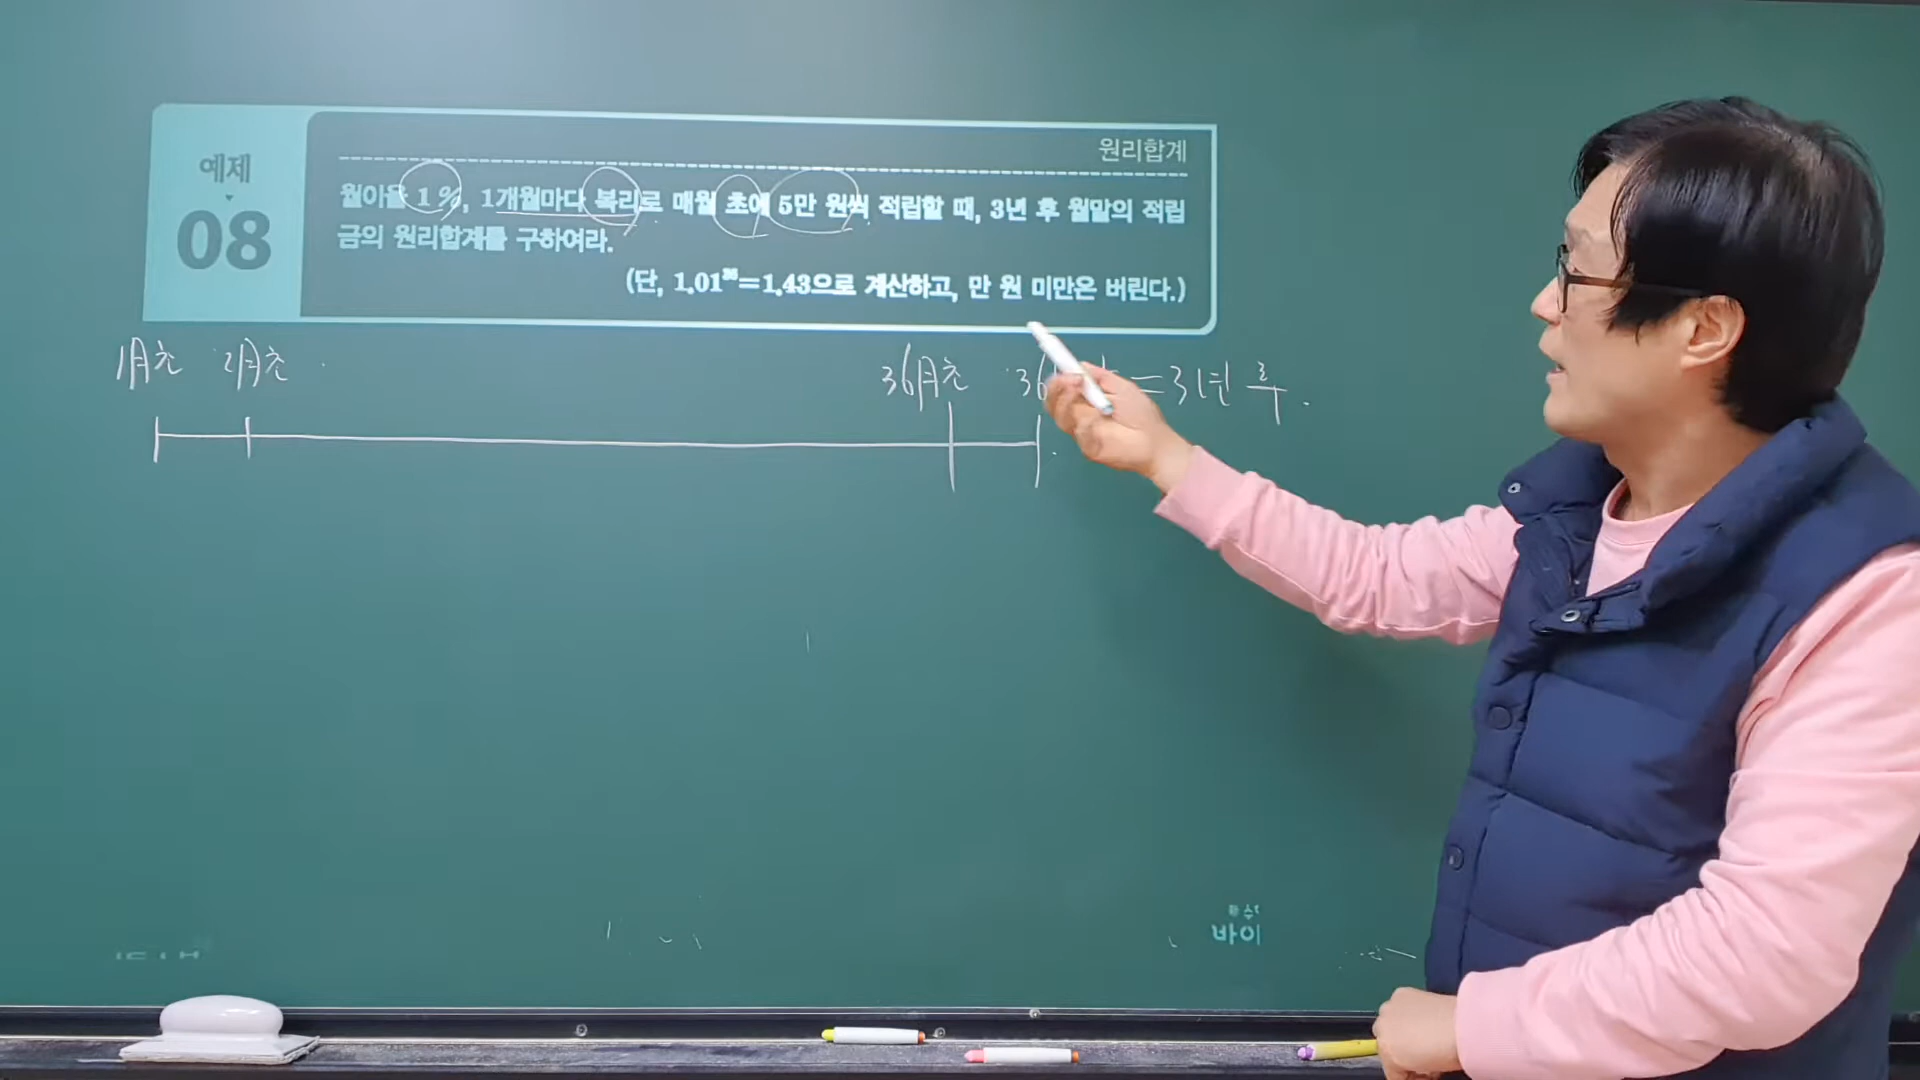 원리합계
예제
08
월이율 1%, 1개월마다 복리로 매월 초에 5만 원씩 적립할 때, 3년 후 월말의 적립
금의 원리합계를 구하여라.
(단, 1.01³⁶=1.43으로 계산하고, 만 원 미만은 버린다.)
1月초 2月초 36月초 36 =3년 후.
바이